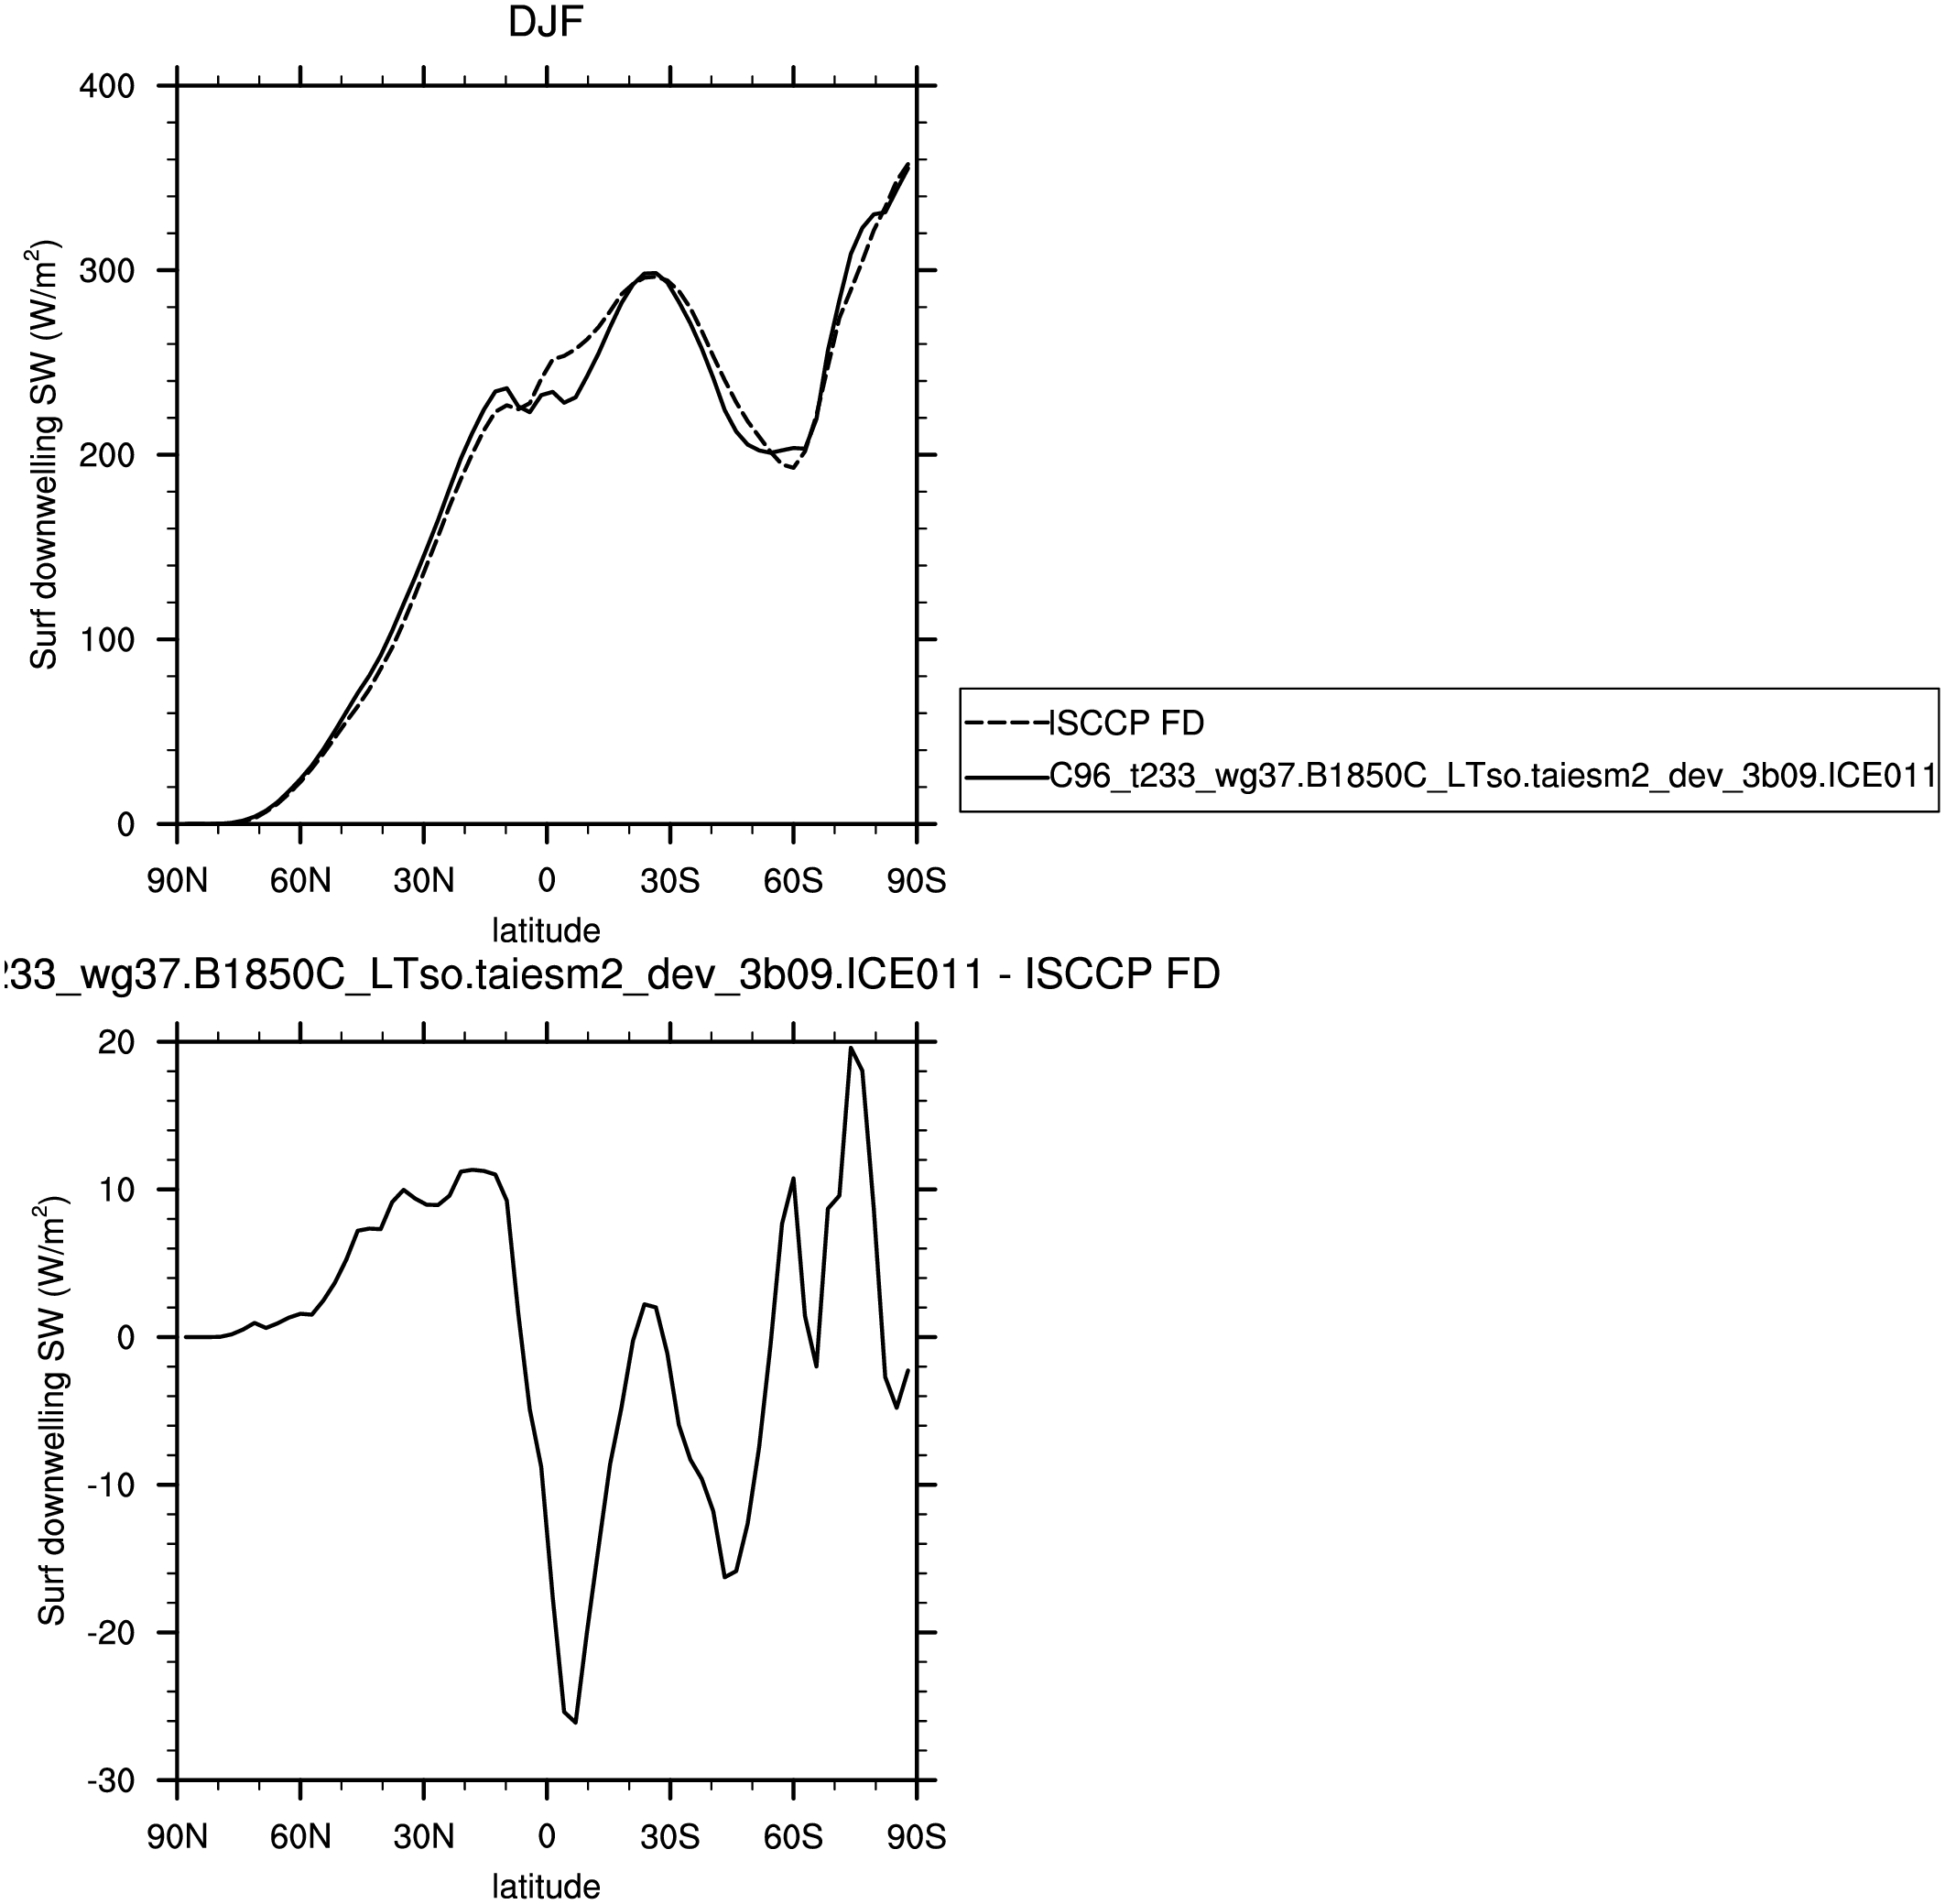 DJF
400
300
200
100
0
Surf downwelling SW (W/m²)
90N 60N 30N 0 30S 60S 90S
latitude
ISCCP FD
C96_t233_wg37.B1850C_LTso.taiesm2_dev_3b09.ICE011
33_wg37.B1850C_LTso.taiesm2_dev_3b09.ICE011 - ISCCP FD
20
10
0
-10
-20
-30
Surf downwelling SW (W/m²)
90N 60N 30N 0 30S 60S 90S
latitude